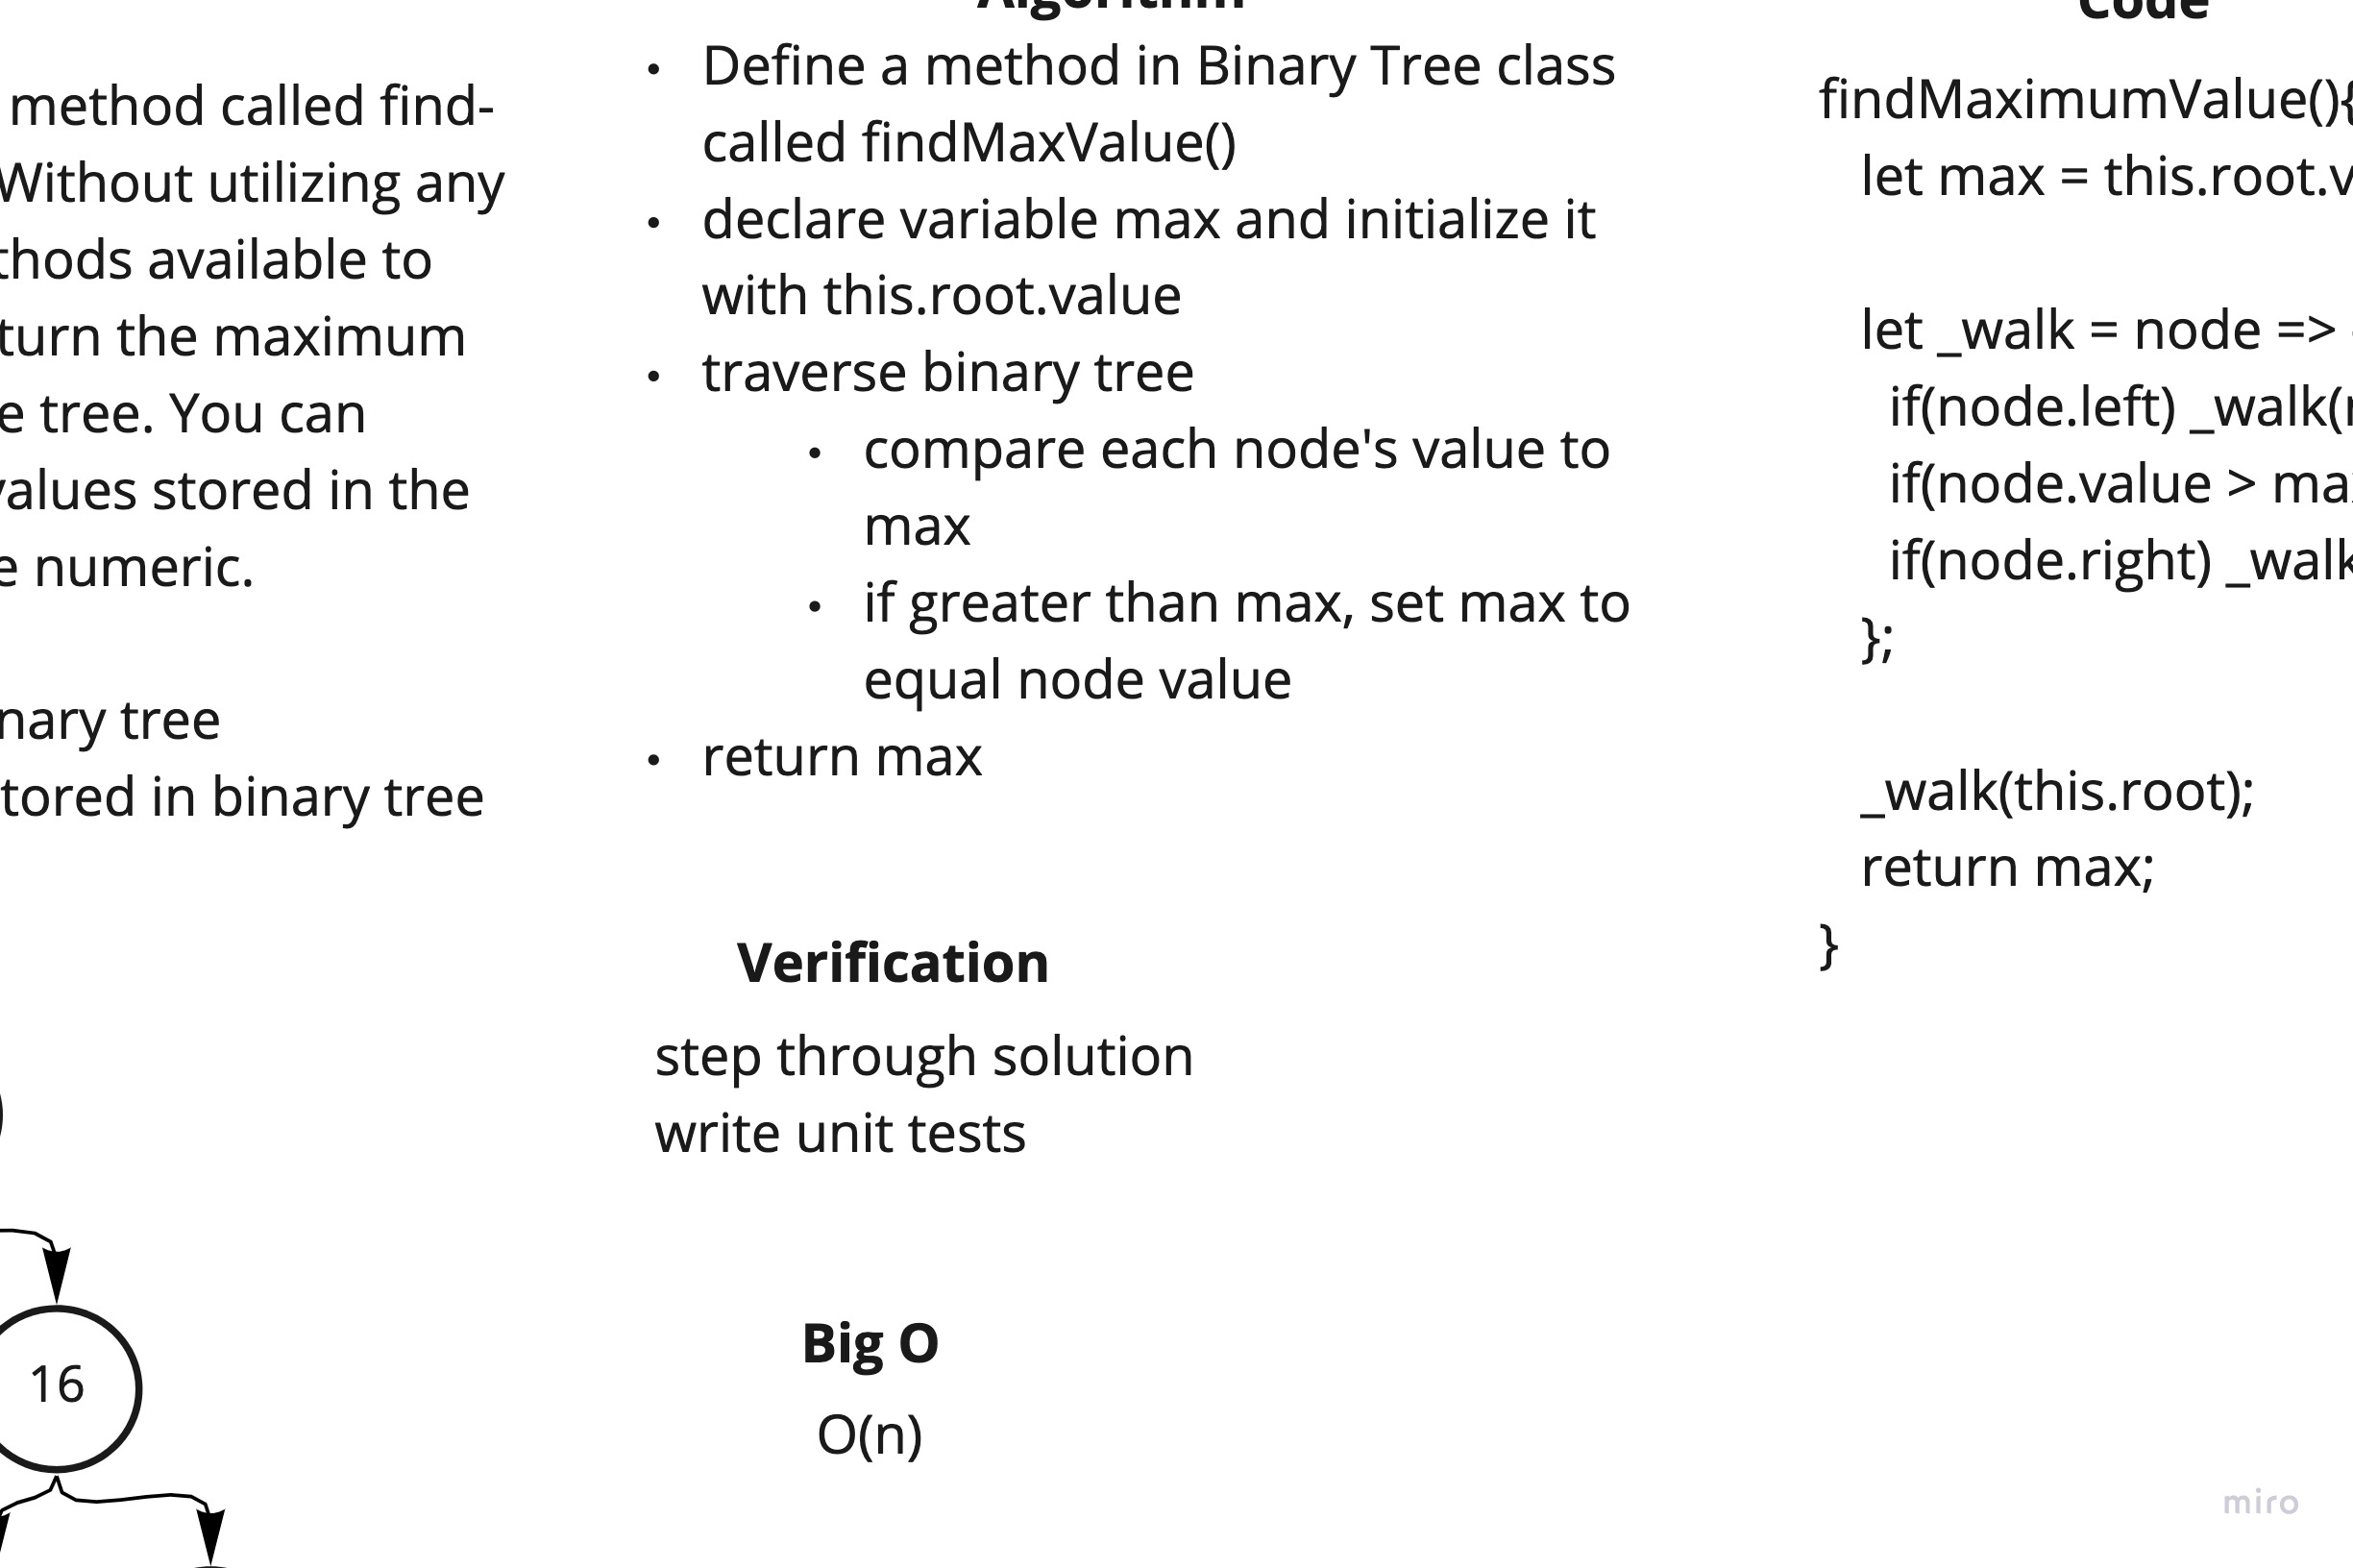 method called find-
Without utilizing any
available to
the maximum
tree. You can
values stored in the
numeric.
tree
in binary tree
16
Algorithm
• Define a method in Binary Tree class
called findMaxValue()
• declare variable max and initialize it
with this.root.value
• traverse binary tree
• compare each node's value to
max
• if greater than max, set max to
equal node value
• return max
Verification
step through solution
write unit tests
Big O
O(n)
Code
findMaximumValue(){
let max = this.root.v
let _walk = node =>
if(node.left) _walk(
if(node.value > ma
if(node.right) _walk
};
_walk(this.root);
return max;
}
miro